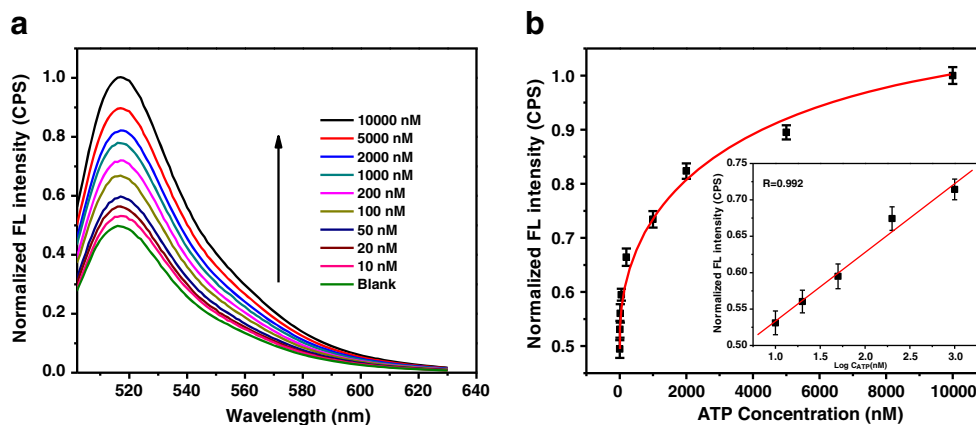 a
Normalized FL intensity (CPS)
1.0
0.8
0.6
0.4
0.2
0.0
520 540 560 580 600 620 640
Wavelength (nm)
10000 nM
5000 nM
2000 nM
1000 nM
200 nM
100 nM
50 nM
20 nM
10 nM
Blank
b
Normalized FL intensity (CPS)
1.0
0.9
0.8
0.7
0.6
0.5
0 2000 4000 6000 8000 10000
ATP Concentration (nM)
R=0.992
Normalized FL Intensity (CPS)
0.75
0.70
0.65
0.60
0.55
0.50
1.0 1.5 2.0 2.5 3.0
Log CATP(nM)